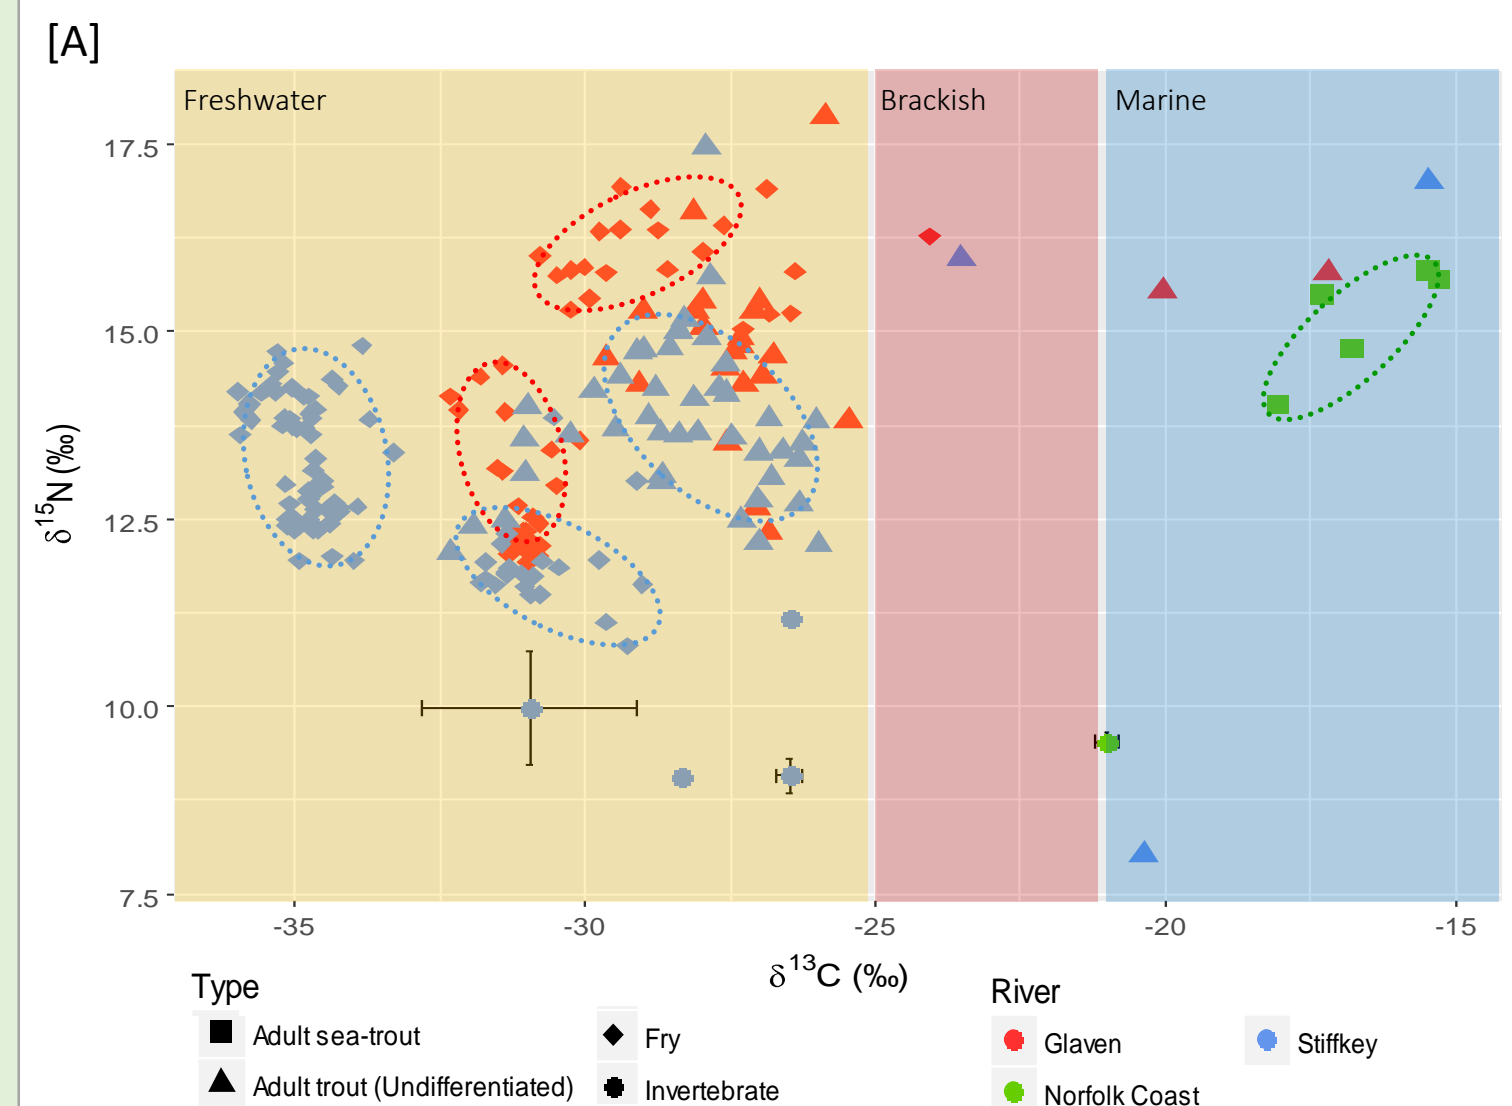 [A]
Freshwater
Brackish
Marine
17.5
15.0
12.5
10.0
7.5
δ¹⁵N (‰)
-35
-30
-25
-20
-15
δ¹³C (‰)
Type
Adult sea-trout
Fry
Adult trout (Undifferentiated)
Invertebrate
River
Glaven
Stiffkey
Norfolk Coast